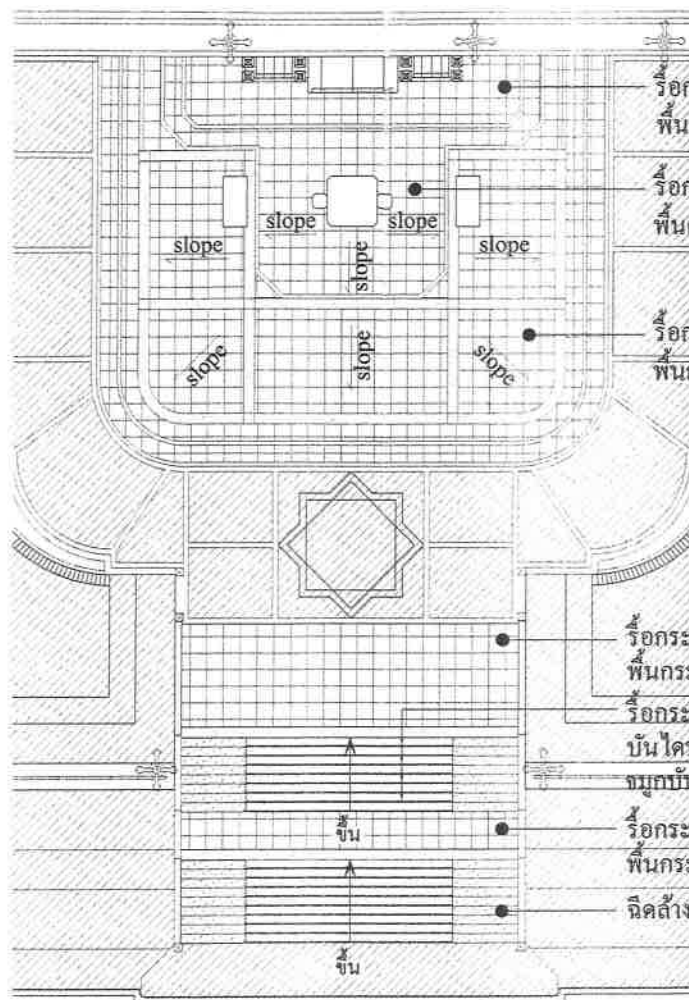 รื้อก
พื้น
รื้อก
พื้น
slope
slope
slope
slope
slope
รื้อก
พื้น
slope
slope
slope
รื้อกระ
พื้นกระ
รื้อกระ
บันได
จมูกบัน
ขึ้น
รื้อกระ
พื้นกระ
ฉีดล้าง
ขึ้น